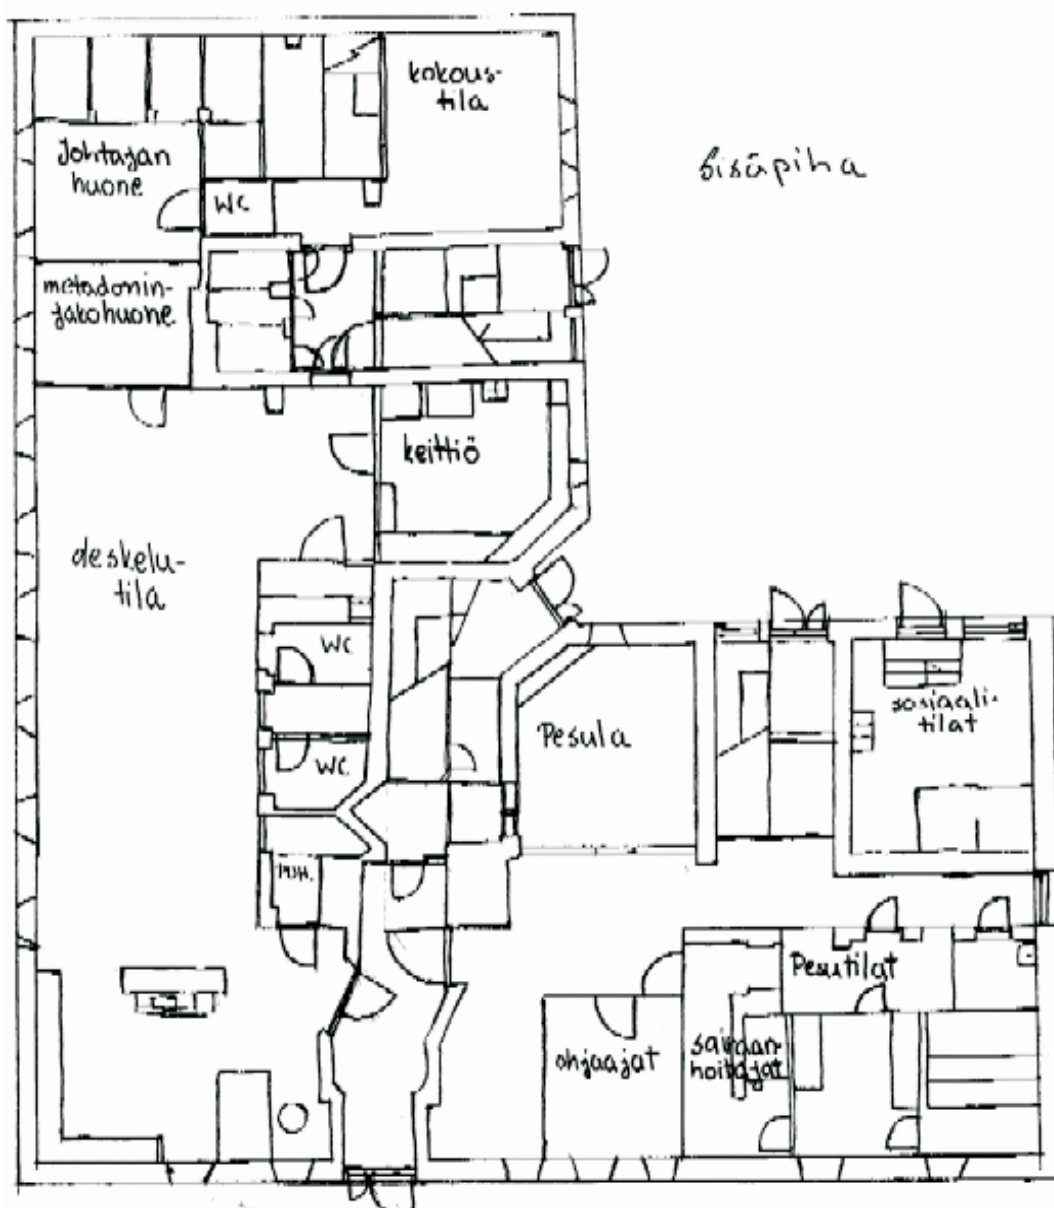 kokous-
tila
Johtajan
huone
Sisäpiha
WC
metadonin-
jakohuone
keittiö
deskelu-
tila
WC
sosiaali-
tilat
Pesula
WC
Pesutilat
ohjaajat
sairaan-
hoitajat